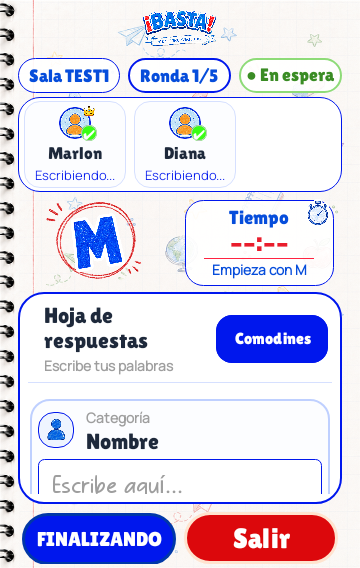 ¡BASTA!
Sala TEST1
Ronda 1/5
● En espera
Marlon
Escribiendo...
Diana
Escribiendo...
M
Tiempo
--:--
Empieza con M
Hoja de
respuestas
Escribe tus palabras
Comodines
Categoría
Nombre
Escribe aquí...
FINALIZANDO
Salir